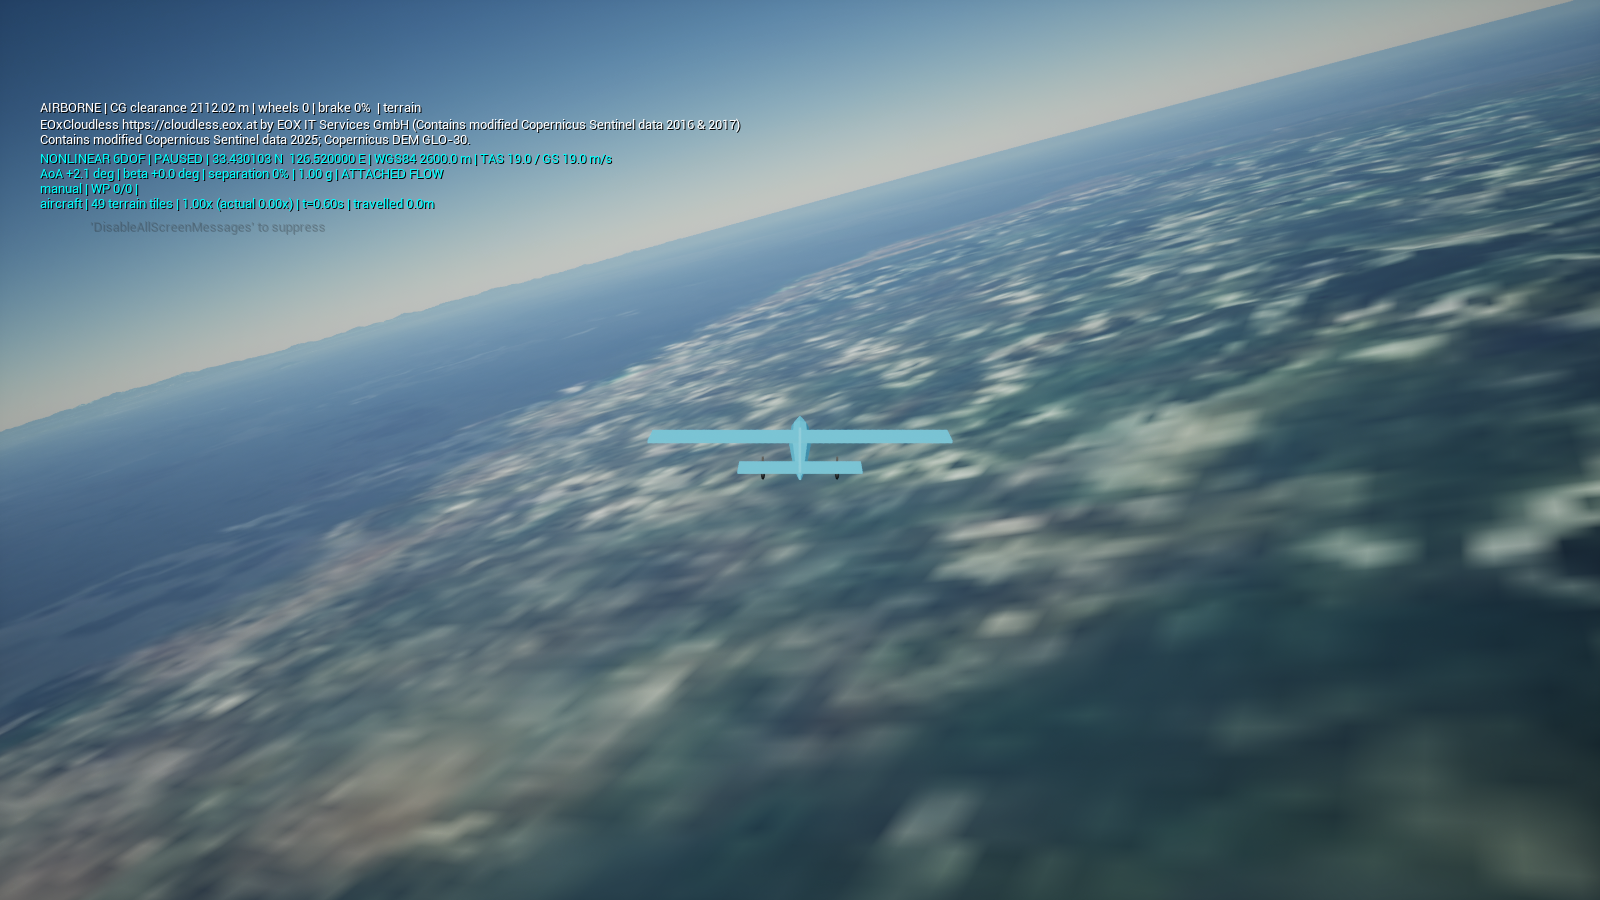 AIRBORNE | CG clearance 2112.02 m | wheels 0 | brake 0%  | terrain
EOxCloudless https://cloudless.eox.at by EOX IT Services GmbH (Contains modified Copernicus Sentinel data 2016 & 2017)
Contains modified Copernicus Sentinel data 2025; Copernicus DEM GLO-30.
NONLINEAR 6DOF | PAUSED | 33.430103 N  126.520000 E | WGS84 2600.0 m | TAS 19.0 / GS 19.0 m/s
AoA +2.1 deg | beta +0.0 deg | separation 0% | 1.00 g | ATTACHED FLOW
manual | WP 0/0 |
aircraft | 49 terrain tiles | 1.00x (actual 0.00x) | t=0.60s | travelled 0.0m
'DisableAllScreenMessages' to suppress